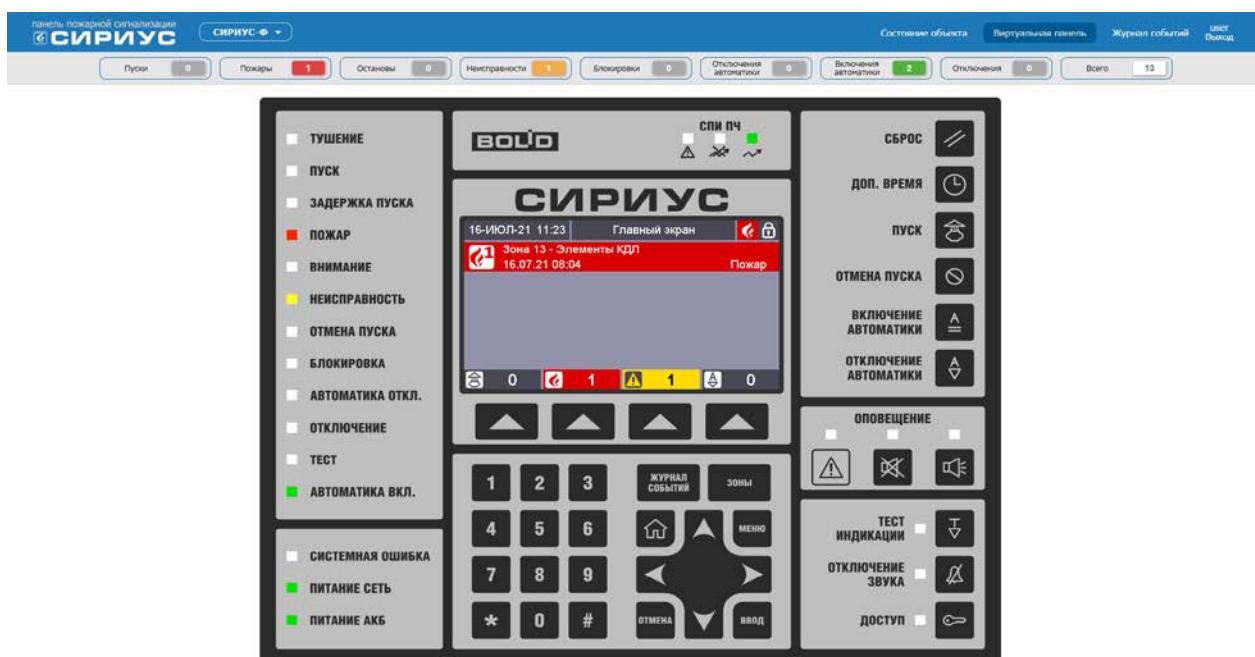 панель пожарной сигнализации
СИРИУС
СИРИУС-Ф
Состояние объекта
Виртуальная панель
Журнал событий
user
Выход
Пуски 0
Пожары 1
Остановы 0
Неисправности 1
Блокировки 0
Отключения автоматики 0
Включения автоматики 2
Отключения 0
Всего 13
ТУШЕНИЕ
ПУСК
ЗАДЕРЖКА ПУСКА
ПОЖАР
ВНИМАНИЕ
НЕИСПРАВНОСТЬ
ОТМЕНА ПУСКА
БЛОКИРОВКА
АВТОМАТИКА ОТКЛ.
ОТКЛЮЧЕНИЕ
ТЕСТ
АВТОМАТИКА ВКЛ.
СИСТЕМНАЯ ОШИБКА
ПИТАНИЕ СЕТЬ
ПИТАНИЕ АКБ
BOLID
СПИ ПЧ
СИРИУС
16-ИЮЛ-21 11:23 Главный экран
1 Зона 13 - Элементы КДЛ
16.07.21 08:04 Пожар
0 1 1 0
1 2 3
ЖУРНАЛ
СОБЫТИЙ
ЗОНЫ
4 5 6
МЕНЮ
7 8 9
* 0 #
ОТМЕНА
ВВОД
СБРОС
ДОП. ВРЕМЯ
ПУСК
ОТМЕНА ПУСКА
ВКЛЮЧЕНИЕ
АВТОМАТИКИ
ОТКЛЮЧЕНИЕ
АВТОМАТИКИ
ОПОВЕЩЕНИЕ
ТЕСТ
ИНДИКАЦИИ
ОТКЛЮЧЕНИЕ
ЗВУКА
ДОСТУП